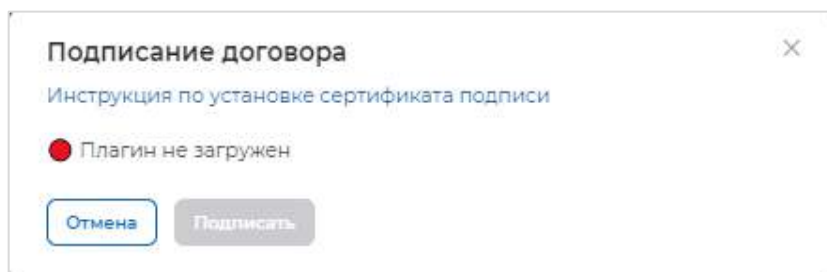 Подписание договора
Инструкция по установке сертификата подписи
Плагин не загружен
Отмена
Подписать